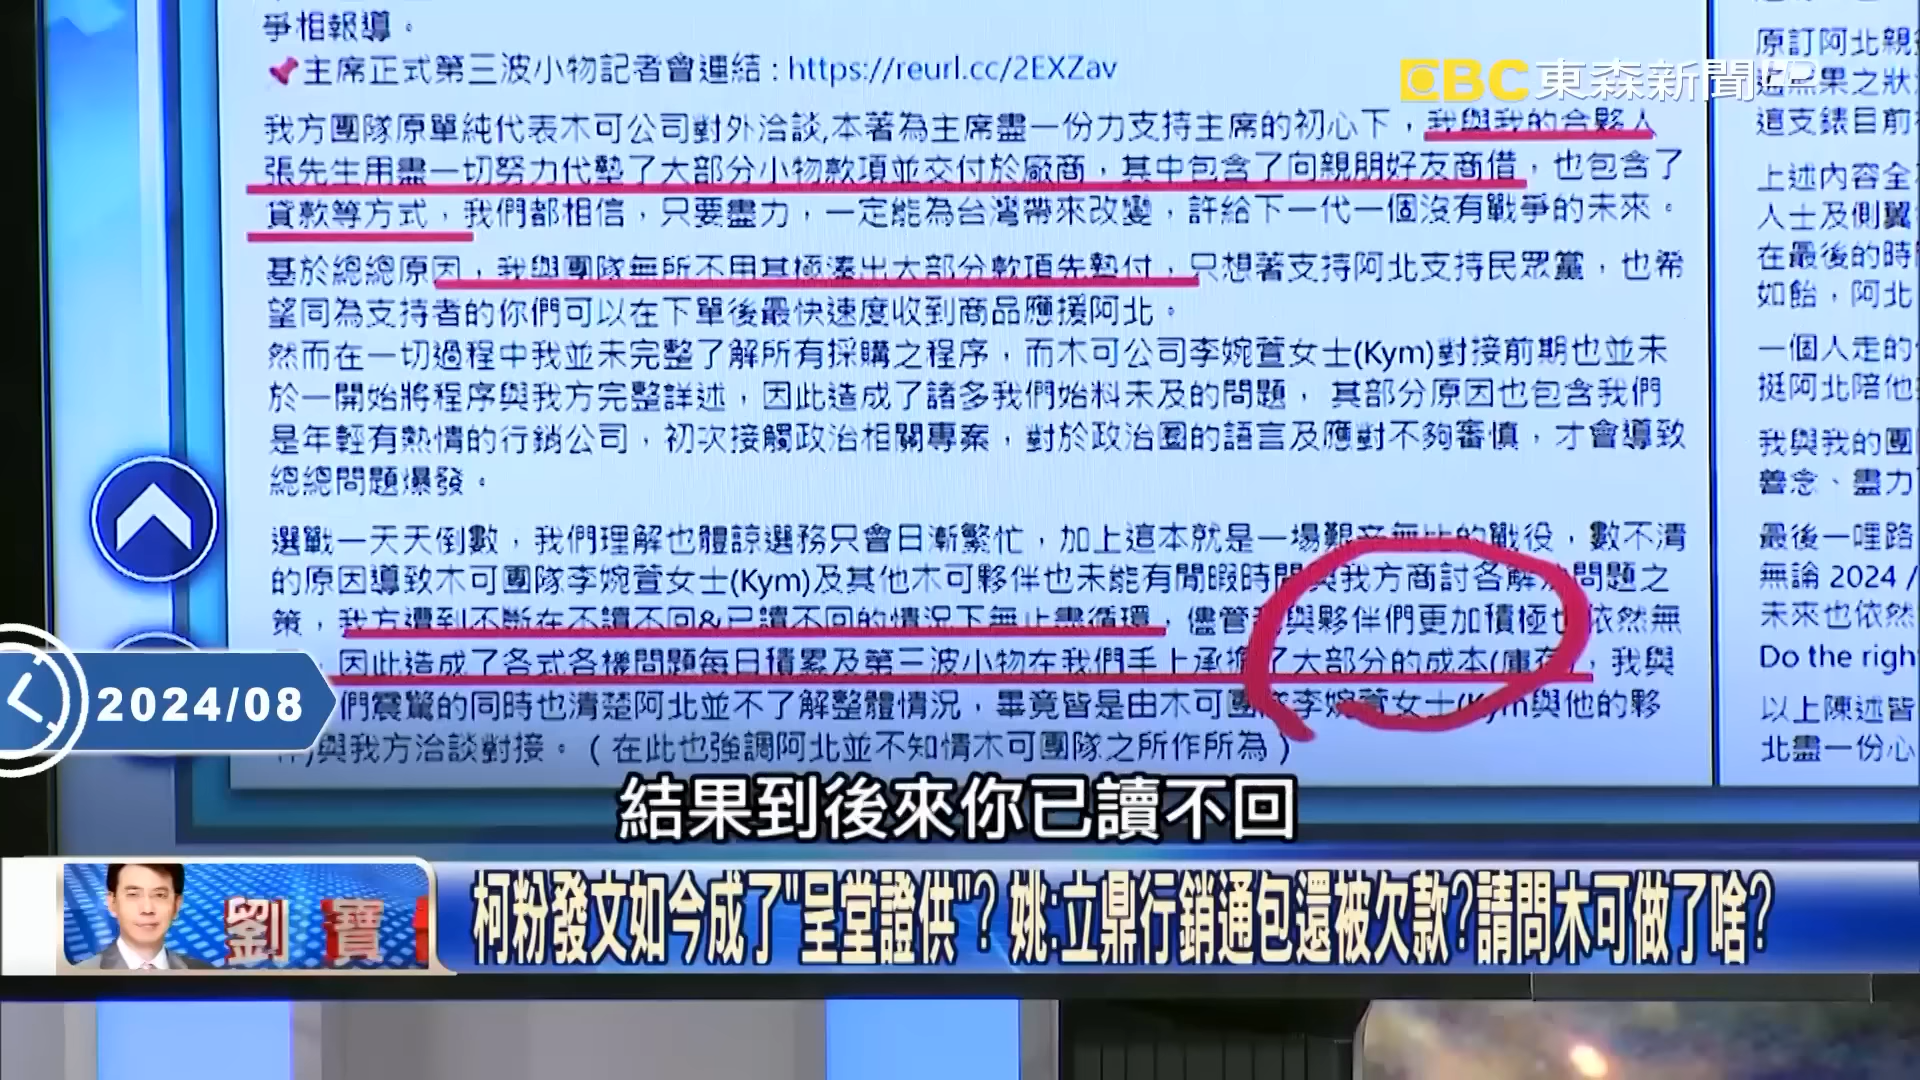 爭相報導。
📌主席正式第三波小物記者會連結 : https://reurl.cc/2EXZav
我方團隊原單純代表木可公司對外洽談,本著為主席盡一份力支持主席的初心下，我與我的合夥人
張先生用盡一切努力代墊了大部分小物款項並交付於廠商，其中包含了向親朋好友商借，也包含了
貸款等方式，我們都相信，只要盡力，一定能為台灣帶來改變，許給下一代一個沒有戰爭的未來。
基於總總原因，我與團隊無所不用其極湊出大部分款項先墊付，只想著支持阿北支持民眾黨，也希
望同為支持者的你們可以在下單後最快速度收到商品應援阿北。
然而在一切過程中我並未完整了解所有採購之程序，而木可公司李婉萱女士(Kym)對接前期也並未
於一開始將程序與我方完整詳述，因此造成了諸多我們始料未及的問題， 其部分原因也包含我們
是年輕有熱情的行銷公司，初次接觸政治相關專案，對於政治圈的語言及應對不夠審慎，才會導致
總總問題爆發。
選戰一天天倒數，我們理解也體諒選務只會日漸繁忙，加上這本就是一場艱辛無比的戰役，數不清
的原因導致木可團隊李婉萱女士(Kym)及其他木可夥伴也未能有閒暇時間與我方商討各解決問題之
策，我方遭到不斷在不讀不回&已讀不回的情況下無止盡循環，儘管我與夥伴們更加積極也依然無
，因此造成了各式各樣問題每日積累及第三波小物在我們手上承擔了大部分的成本(庫存)，我與
們震驚的同時也清楚阿北並不了解整體情況，畢竟皆是由木可團隊李婉萱女士(Kym與他的夥
伴)與我方洽談對接。（在此也強調阿北並不知情木可團隊之所作所為）
原訂阿北親
過無果之狀
這支錶目前
上述內容全
人士及側翼
在最後的時
如飴，阿北
一個人走的
挺阿北陪他
我與我的團
善念、盡力
最後一哩路
無論 2024 /
未來也依然
Do the righ
以上陳述皆
北盡一份心
EBC 東森新聞
2024/08
結果到後來你已讀不回
劉寶
柯粉發文如今成了"呈堂證供"? 姚:立鼎行銷通包還被欠款?請問木可做了啥?